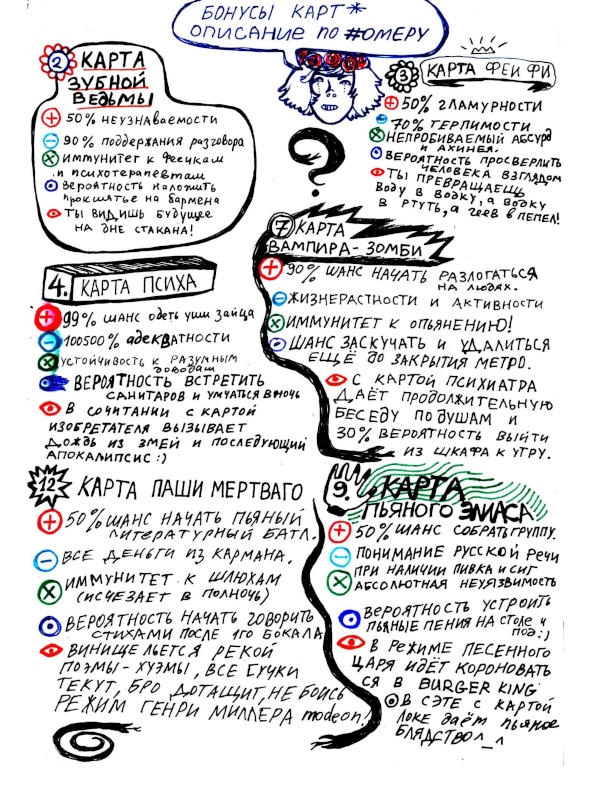 БОНУСЫ КАРТ*
ОПИСАНИЕ ПО #ОМЕРУ
2 КАРТА
ЗУБНОЙ
ВЕДЬМЫ
+ 50% НЕУЗНАВАЕМОСТИ
- 90% ПОДДЕРЖАНИЯ РАЗГОВОРА
ИММУНИТЕТ К ФЕЕЧКАМ
И ПСИХОТЕРАПЕВТАМ
ВЕРОЯТНОСТЬ НАЛОЖИТЬ
ПРОКЛЯТЬЕ НА БАРМЕНА
ТЫ ВИДИШЬ БУДУЩЕЕ
НА ДНЕ СТАКАНА!
3 КАРТА ФЕИ ФИ
+ 50% ГЛАМУРНОСТИ
- 70% ТЕРПИМОСТИ
НЕПРОБИВАЕМЫЙ АБСУРД
И АХИНЕЯ.
ВЕРОЯТНОСТЬ ПРОСВЕРЛИТЬ
ЧЕЛОВЕКА ВЗГЛЯДОМ
ТЫ ПРЕВРАЩАЕЩЬ
ВОДУ В ВОДКУ, А ВОДКУ
В РТУТЬ, А ГЕЕВ В ПЕПЕЛ!
?
4. КАРТА ПСИХА
+ 99% ШАНС ОДЕТЬ УШИ ЗАЙЦА
- 100500% АДЕКВАТНОСТИ
УСТОЙЧИВОСТЬ К РАЗУМНЫМ
ДОВОДАМ
ВЕРОЯТНОСТЬ ВСТРЕТИТЬ
САНИТАРОВ И УМЧАТЬСЯ В НОЧЬ
В СОЧИТАНИИ С КАРТОЙ
ИЗОБРЕТАТЕЛЯ ВЫЗЫВАЕТ
ДОЖДЬ ИЗ ЗМЕЙ И ПОСЛЕДУЮЩИЙ
АПОКАЛИПСИС :)
7 КАРТА
ВАМПИРА-ЗОМБИ
+ 90% ШАНС НАЧАТЬ РАЗЛОГАТЬСЯ
НА ЛЮДЯХ.
- ЖИЗНЕРАСТНОСТИ И АКТИВНОСТИ
ИММУНИТЕТ К ОПЬЯНЕНИЮ!
ШАНС ЗАСКУЧАТЬ И УДАЛИТЬСЯ
ЕЩЁ ДО ЗАКРЫТИЯ МЕТРО.
С КАРТОЙ ПСИХИАТРА
ДАЁТ ПРОДОЛЖИТЕЛЬНУЮ
БЕСЕДУ ПО ДУШАМ И
30% ВЕРОЯТНОСТЬ ВЫЙТИ
ИЗ ШКАФА К УТРУ.
12 КАРТА ПАШИ МЕРТВАГО
+ 50% ШАНС НАЧАТЬ ПЬЯНЫЙ
ЛИТЕРАТУРНЫЙ БАТЛ.
- ВСЕ ДЕНЬГИ ИЗ КАРМАНА.
ИММУНИТЕТ К ШЛЮХАМ
(ИСЧЕЗАЕТ В ПОЛНОЧЬ)
ВЕРОЯТНОСТЬ НАЧАТЬ ГОВОРИТЬ
СТИХАМИ ПОСЛЕ 1ГО БОКАЛА
ВИНИЩЕ ЛЬЕТСЯ РЕКОЙ
ПОЭМЫ-ХУЭМЫ, ВСЕ СУЧКИ
ТЕКУТ, БРО ДОТАЩИТ, НЕ БОИСЬ
РЕЖИМ ГЕНРИ МИЛЛЕРА modeon!
9. КАРТА
ПЬЯНОГО ЭЛИАСА
+ 50% ШАНС СОБРАТЬ ГРУППУ.
- ПОНИМАНИЕ РУССКОЙ РЕЧИ
ПРИ НАЛИЧИИ ПИВКА И СИГ
АБСОЛЮТНАЯ НЕУЯЗВИМОСТЬ
ВЕРОЯТНОСТЬ УСТРОИТЬ
ПЬЯНЫЕ ПЕНИЯ НА СТОЛЕ И
ПОД :)
В РЕЖИМЕ ПЕСЕННОГО
ЦАРЯ ИДЁТ КОРОНОВАТЬ
СЯ В BURGER KING
В СЭТЕ С КАРТОЙ
ЛОКЕ ДАЁТ ПЬЯНОЕ
БЛЯДСТВО Л_Л